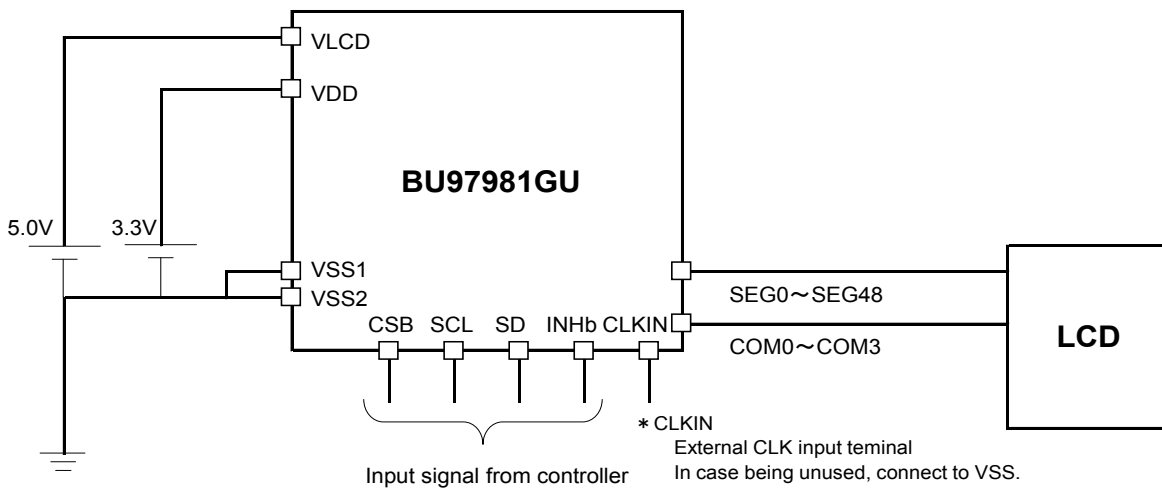 VLCD
VDD
BU97981GU
5.0V
3.3V
VSS1
VSS2
CSB SCL SD INHb CLKIN
SEG0～SEG48
COM0～COM3
LCD
Input signal from controller
* CLKIN
External CLK input teminal
In case being unused, connect to VSS.